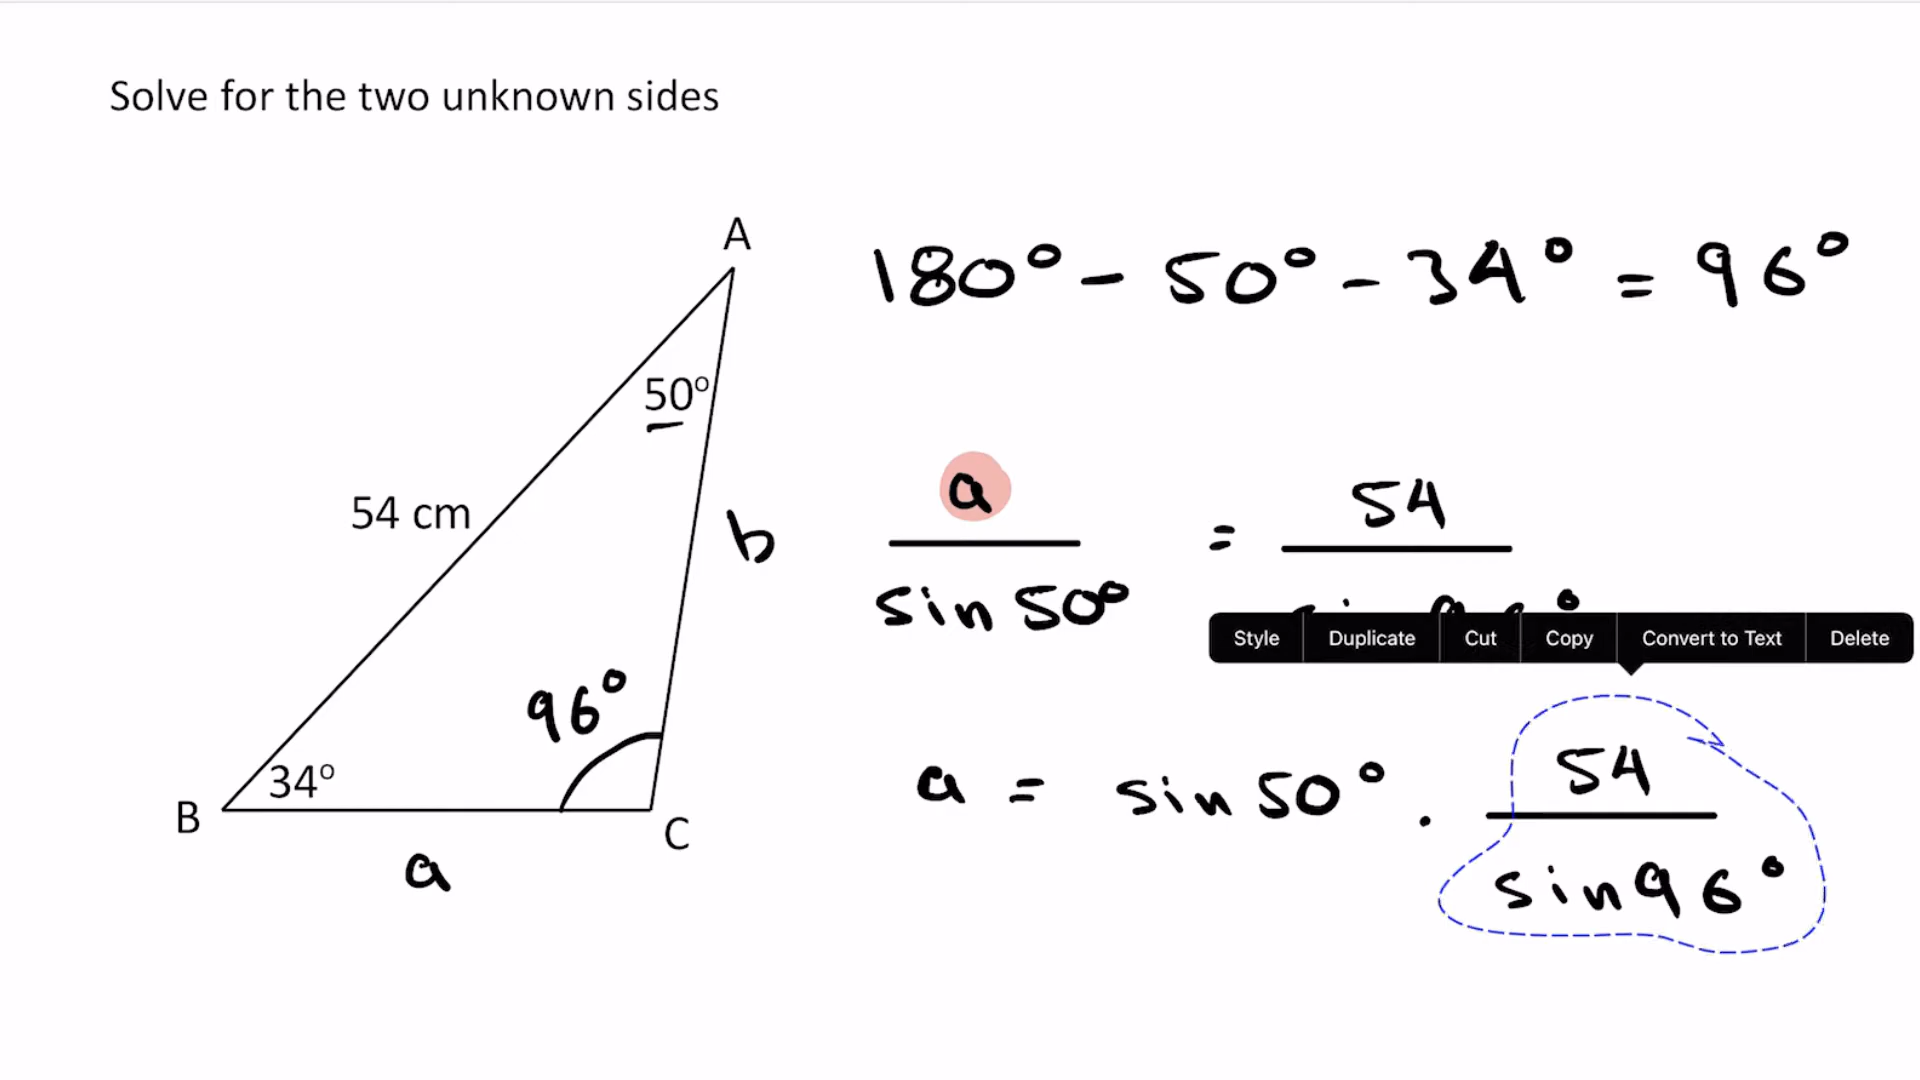 Solve for the two unknown sides
A
180° - 50° - 34° = 96°
50°
a
54
=
54 cm
b
sin 50°
Style Duplicate Cut Copy Convert to Text Delete
96°
54
a = sin 50° ·
34°
sin 96°
B
C
a